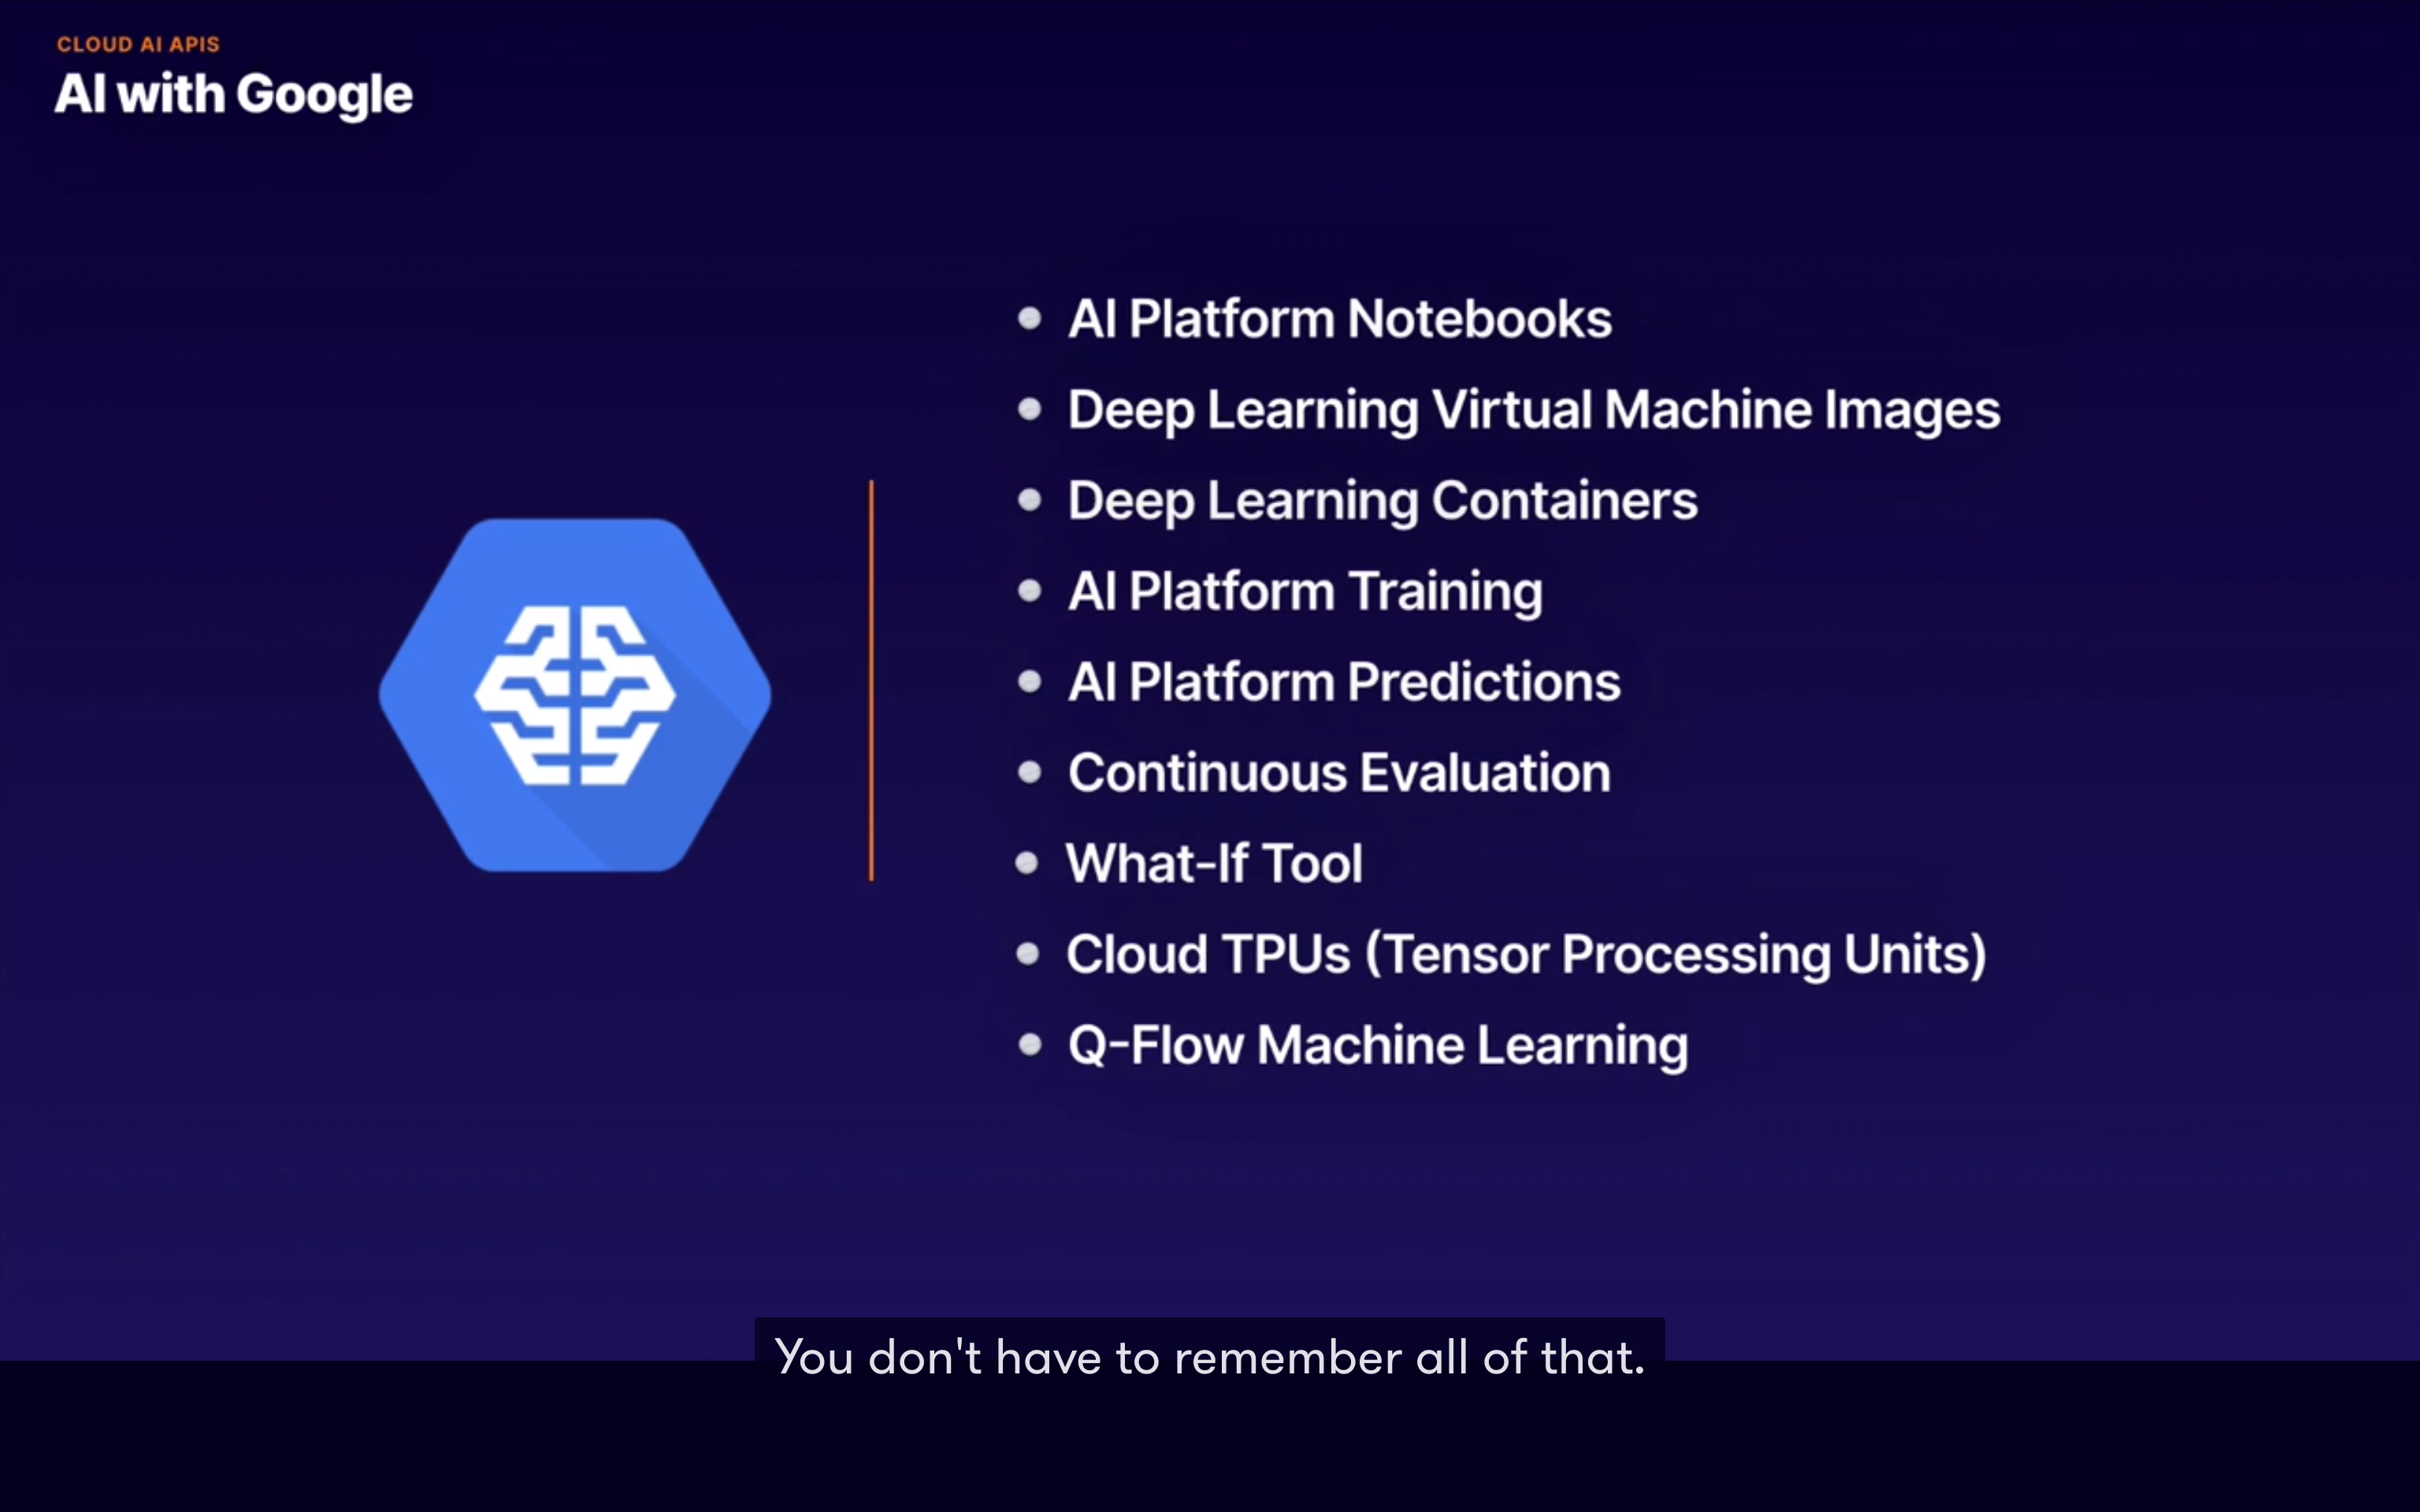 CLOUD AI APIS
AI with Google
AI Platform Notebooks
Deep Learning Virtual Machine Images
Deep Learning Containers
AI Platform Training
AI Platform Predictions
Continuous Evaluation
What-If Tool
Cloud TPUs (Tensor Processing Units)
Q-Flow Machine Learning
You don't have to remember all of that.